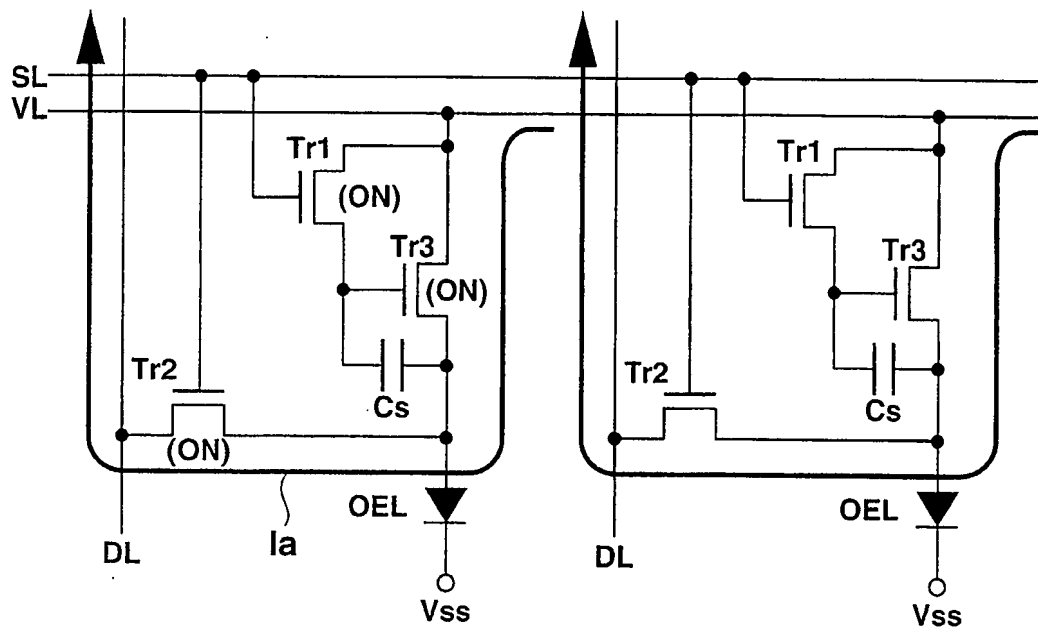 SL
VL
Tr1
(ON)
Tr3
(ON)
Tr2
(ON)
Cs
OEL
Ia
DL
Vss
Tr1
Tr3
Tr2
Cs
OEL
DL
Vss